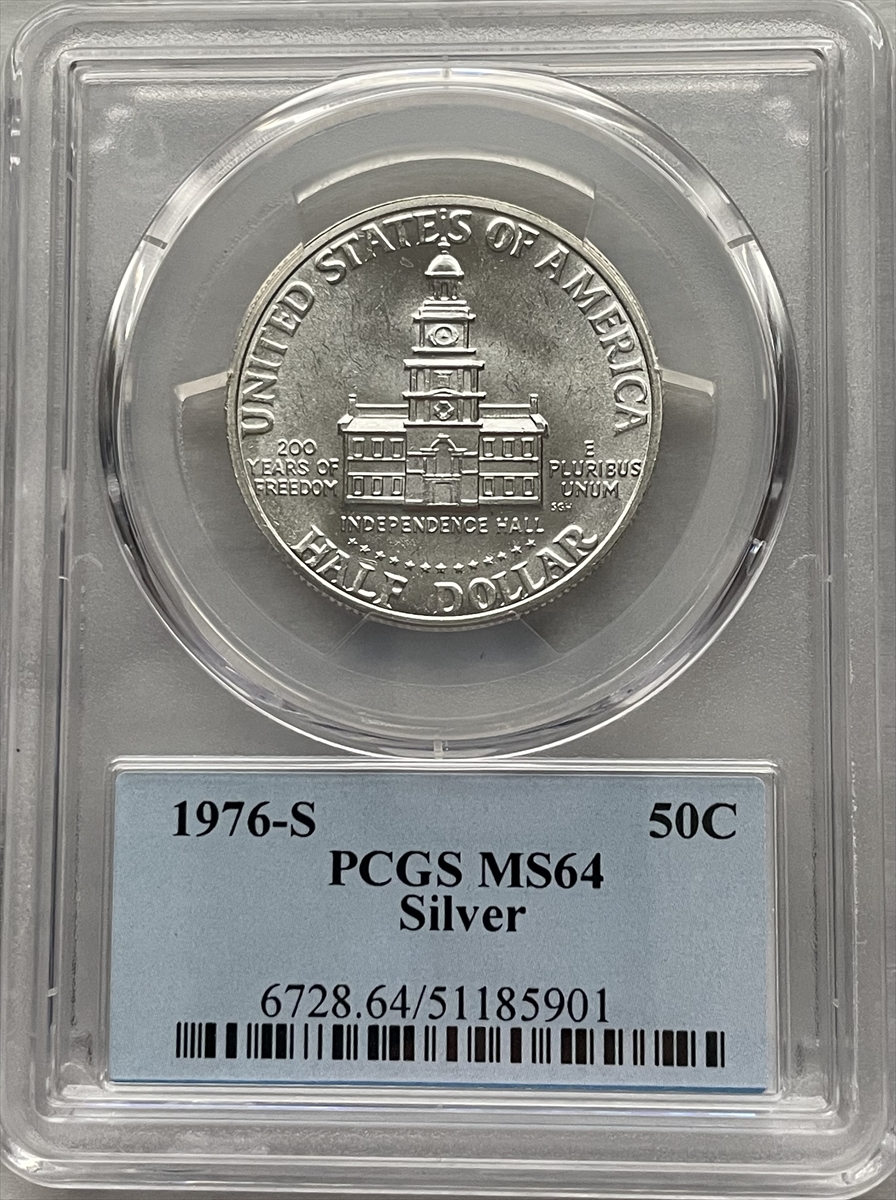 UNITED STATES OF AMERICA
200
YEARS OF
FREEDOM
E
PLURIBUS
UNUM
SGH
INDEPENDENCE HALL
HALF DOLLAR
1976-S 50C
PCGS MS64
Silver
6728.64/51185901